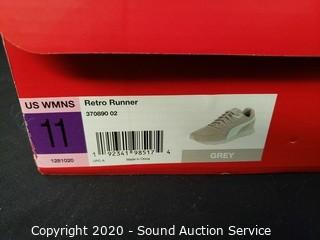 US WMNS
Retro Runner
370890 02
11
1281020
1 92341 98517 4
UPC A
Made in China
GREY
Copyright 2020 - Sound Auction Service